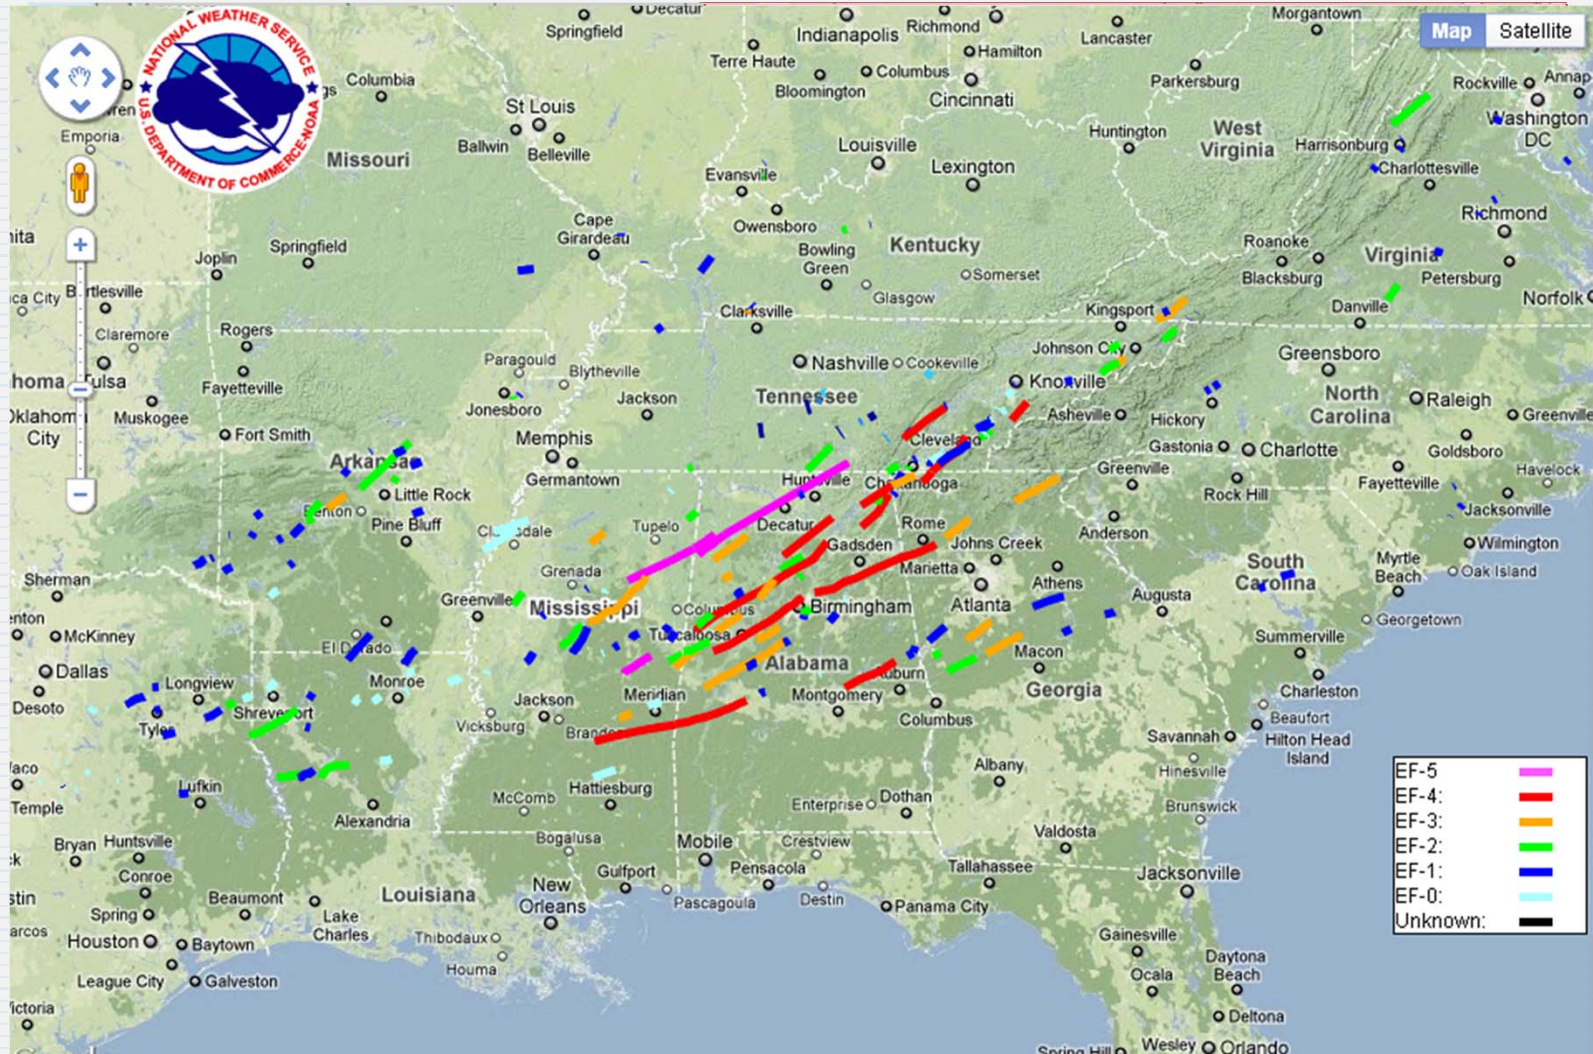 Decatur
Springfield
Indianapolis
Richmond
Morgantown
Map
Satellite
Hamilton
Lancaster
Terre Haute
Columbus
Bloomington
Parkersburg
Rockville
Cincinnati
Columbia
NATIONAL WEATHER SERVICE
U.S. DEPARTMENT OF COMMERCE-NOAA
Emporia
St Louis
Ballwin
Belleville
Missouri
Louisville
Huntington
West
Virginia
Washington
DC
Harrisonburg
Charlottesville
Evansville
Lexington
Owensboro
Richmond
Cape
Girardeau
Springfield
Joplin
Bowling
Green
Kentucky
Somerset
Roanoke
Blacksburg
Virginia
Petersburg
Glasgow
Norfolk
Claremore
Rogers
Clarksville
Kingsport
Danville
Johnson City
Greensboro
Paragould
Blytheville
Nashville
Cookeville
Fayetteville
Muskogee
Jonesboro
Jackson
Tennessee
Knoxville
Asheville
Hickory
North
Carolina
Raleigh
Greenville
Oklahoma
City
Fort Smith
Memphis
Germantown
Cleveland
Gastonia
Charlotte
Goldsboro
Arkansas
Little Rock
Huntsville
Chattanooga
Greenville
Rock Hill
Fayetteville
Havelock
Benton
Pine Bluff
Tupelo
Decatur
Rome
Anderson
Jacksonville
Gadsden
Johns Creek
Wilmington
Sherman
Grenada
Marietta
Athens
South
Carolina
Myrtle
Beach
Oak Island
Greenville
Mississippi
Columbus
Birmingham
Atlanta
Augusta
Georgetown
McKinney
El Dorado
Tuscaloosa
Summerville
Dallas
Longview
Monroe
Alabama
Macon
Desoto
Tyler
Shreveport
Vicksburg
Jackson
Meridian
Montgomery
Auburn
Georgia
Charleston
Columbus
Beaufort
Savannah
Hilton Head
Island
Temple
Lufkin
McComb
Hattiesburg
Albany
Hinesville
Alexandria
Enterprise
Dothan
Brunswick
EF-5
EF-4:
EF-3:
EF-2:
EF-1:
EF-0:
Unknown:
Bryan
Huntsville
Bogalusa
Mobile
Crestview
Valdosta
Conroe
Gulfport
Pensacola
Tallahassee
Jacksonville
Spring
Beaumont
Louisiana
New
Orleans
Pascagoula
Destin
Panama City
Lake
Charles
Houston
Baytown
Thibodaux
Gainesville
League City
Galveston
Houma
Daytona
Beach
Ocala
Deltona
Spring Hill
Wesley
Orlando